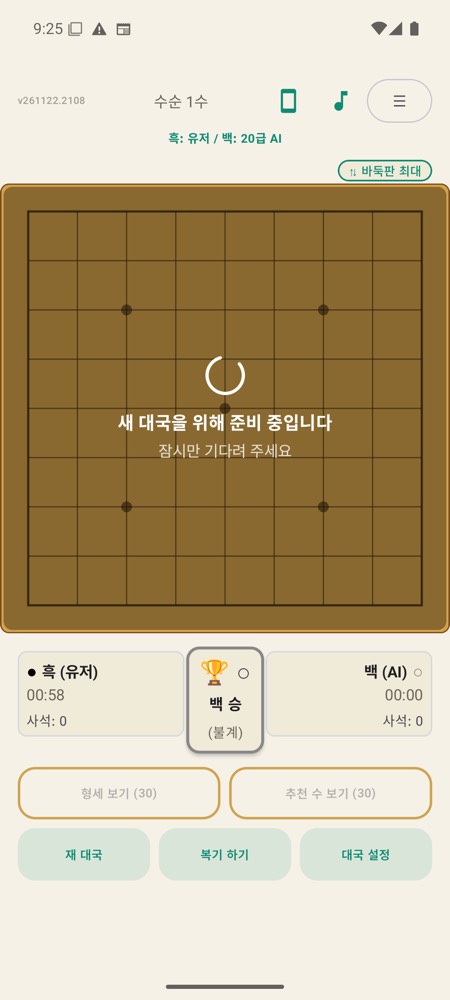 9:25
v261122.2108
수순 1수
흑: 유저 / 백: 20급 AI
⇅ 바둑판 최대
새 대국을 위해 준비 중입니다
잠시만 기다려 주세요
● 흑 (유저)
00:58
사석: 0
백 승
(불계)
백 (AI) ○
00:00
사석: 0
형세 보기 (30)
추천 수 보기 (30)
재 대국
복기 하기
대국 설정